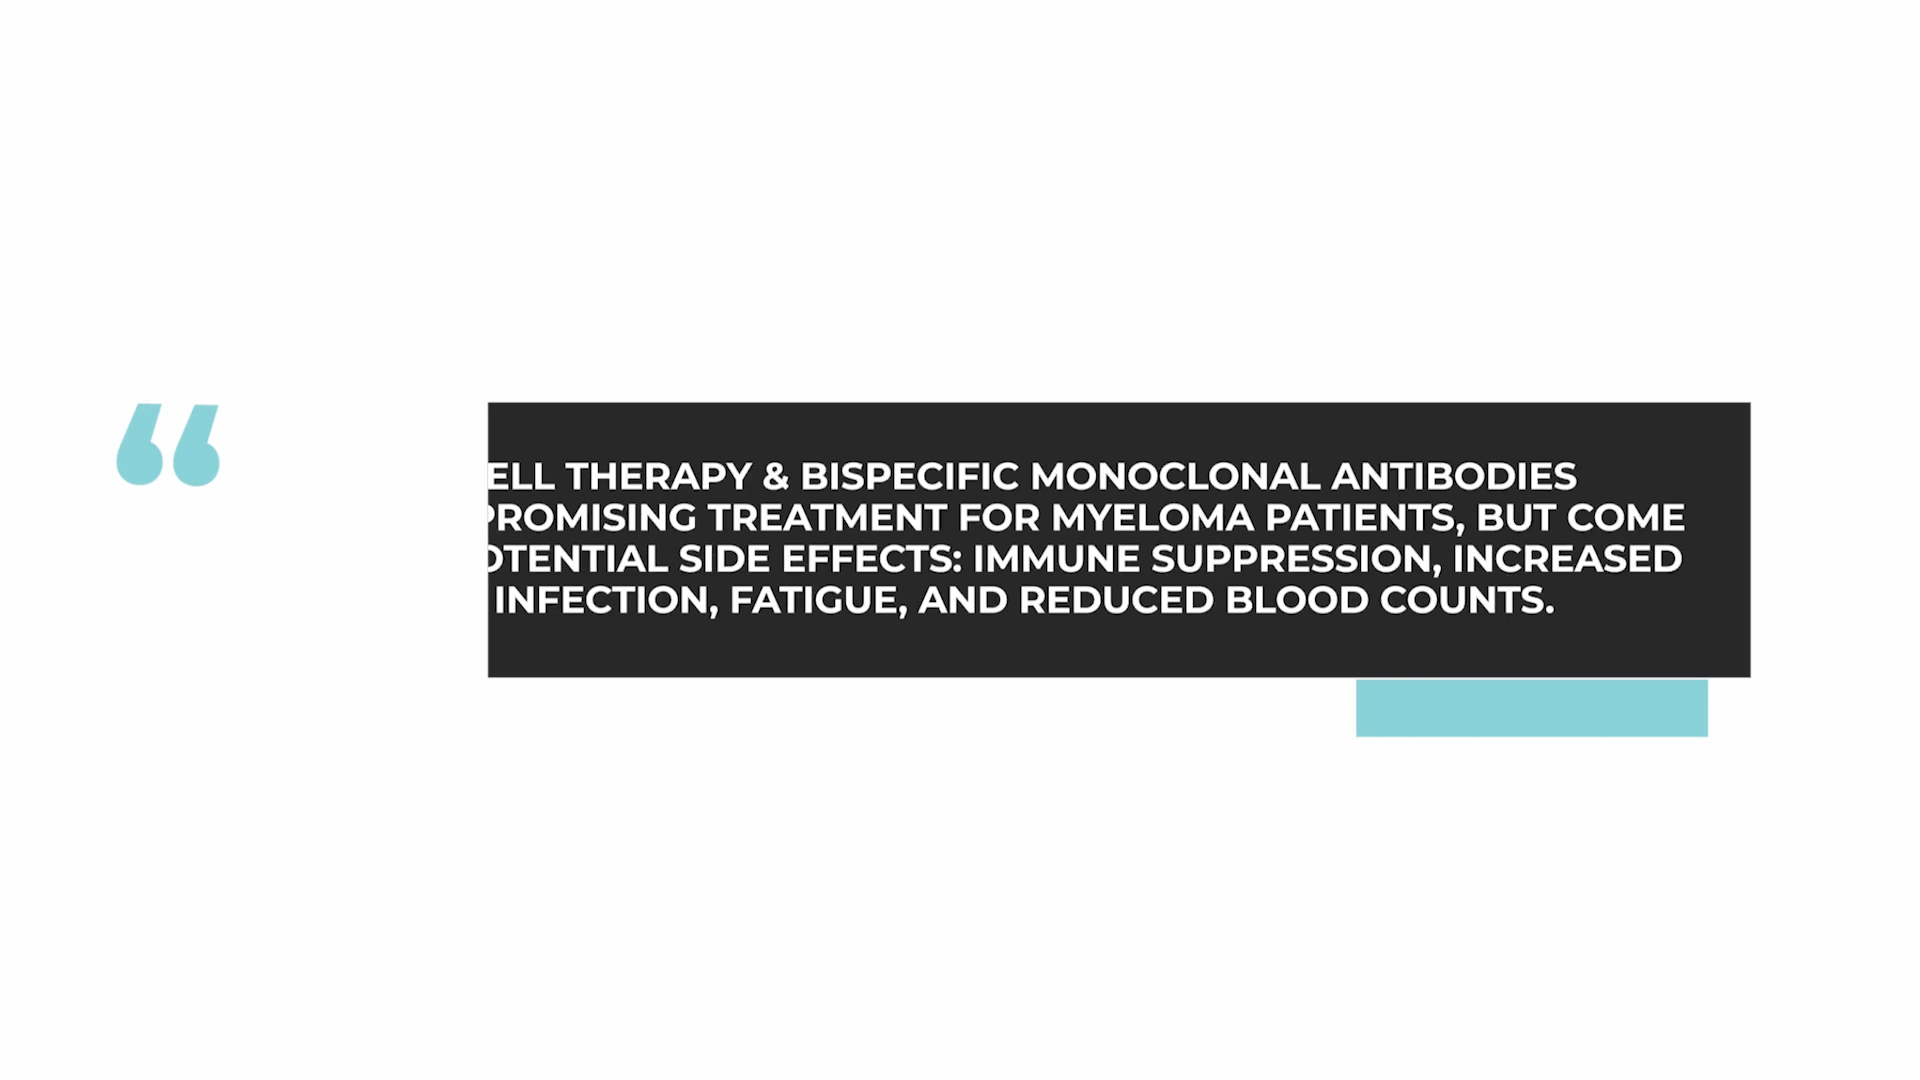 ELL THERAPY & BISPECIFIC MONOCLONAL ANTIBODIES
PROMISING TREATMENT FOR MYELOMA PATIENTS, BUT COME
OTENTIAL SIDE EFFECTS: IMMUNE SUPPRESSION, INCREASED
INFECTION, FATIGUE, AND REDUCED BLOOD COUNTS.